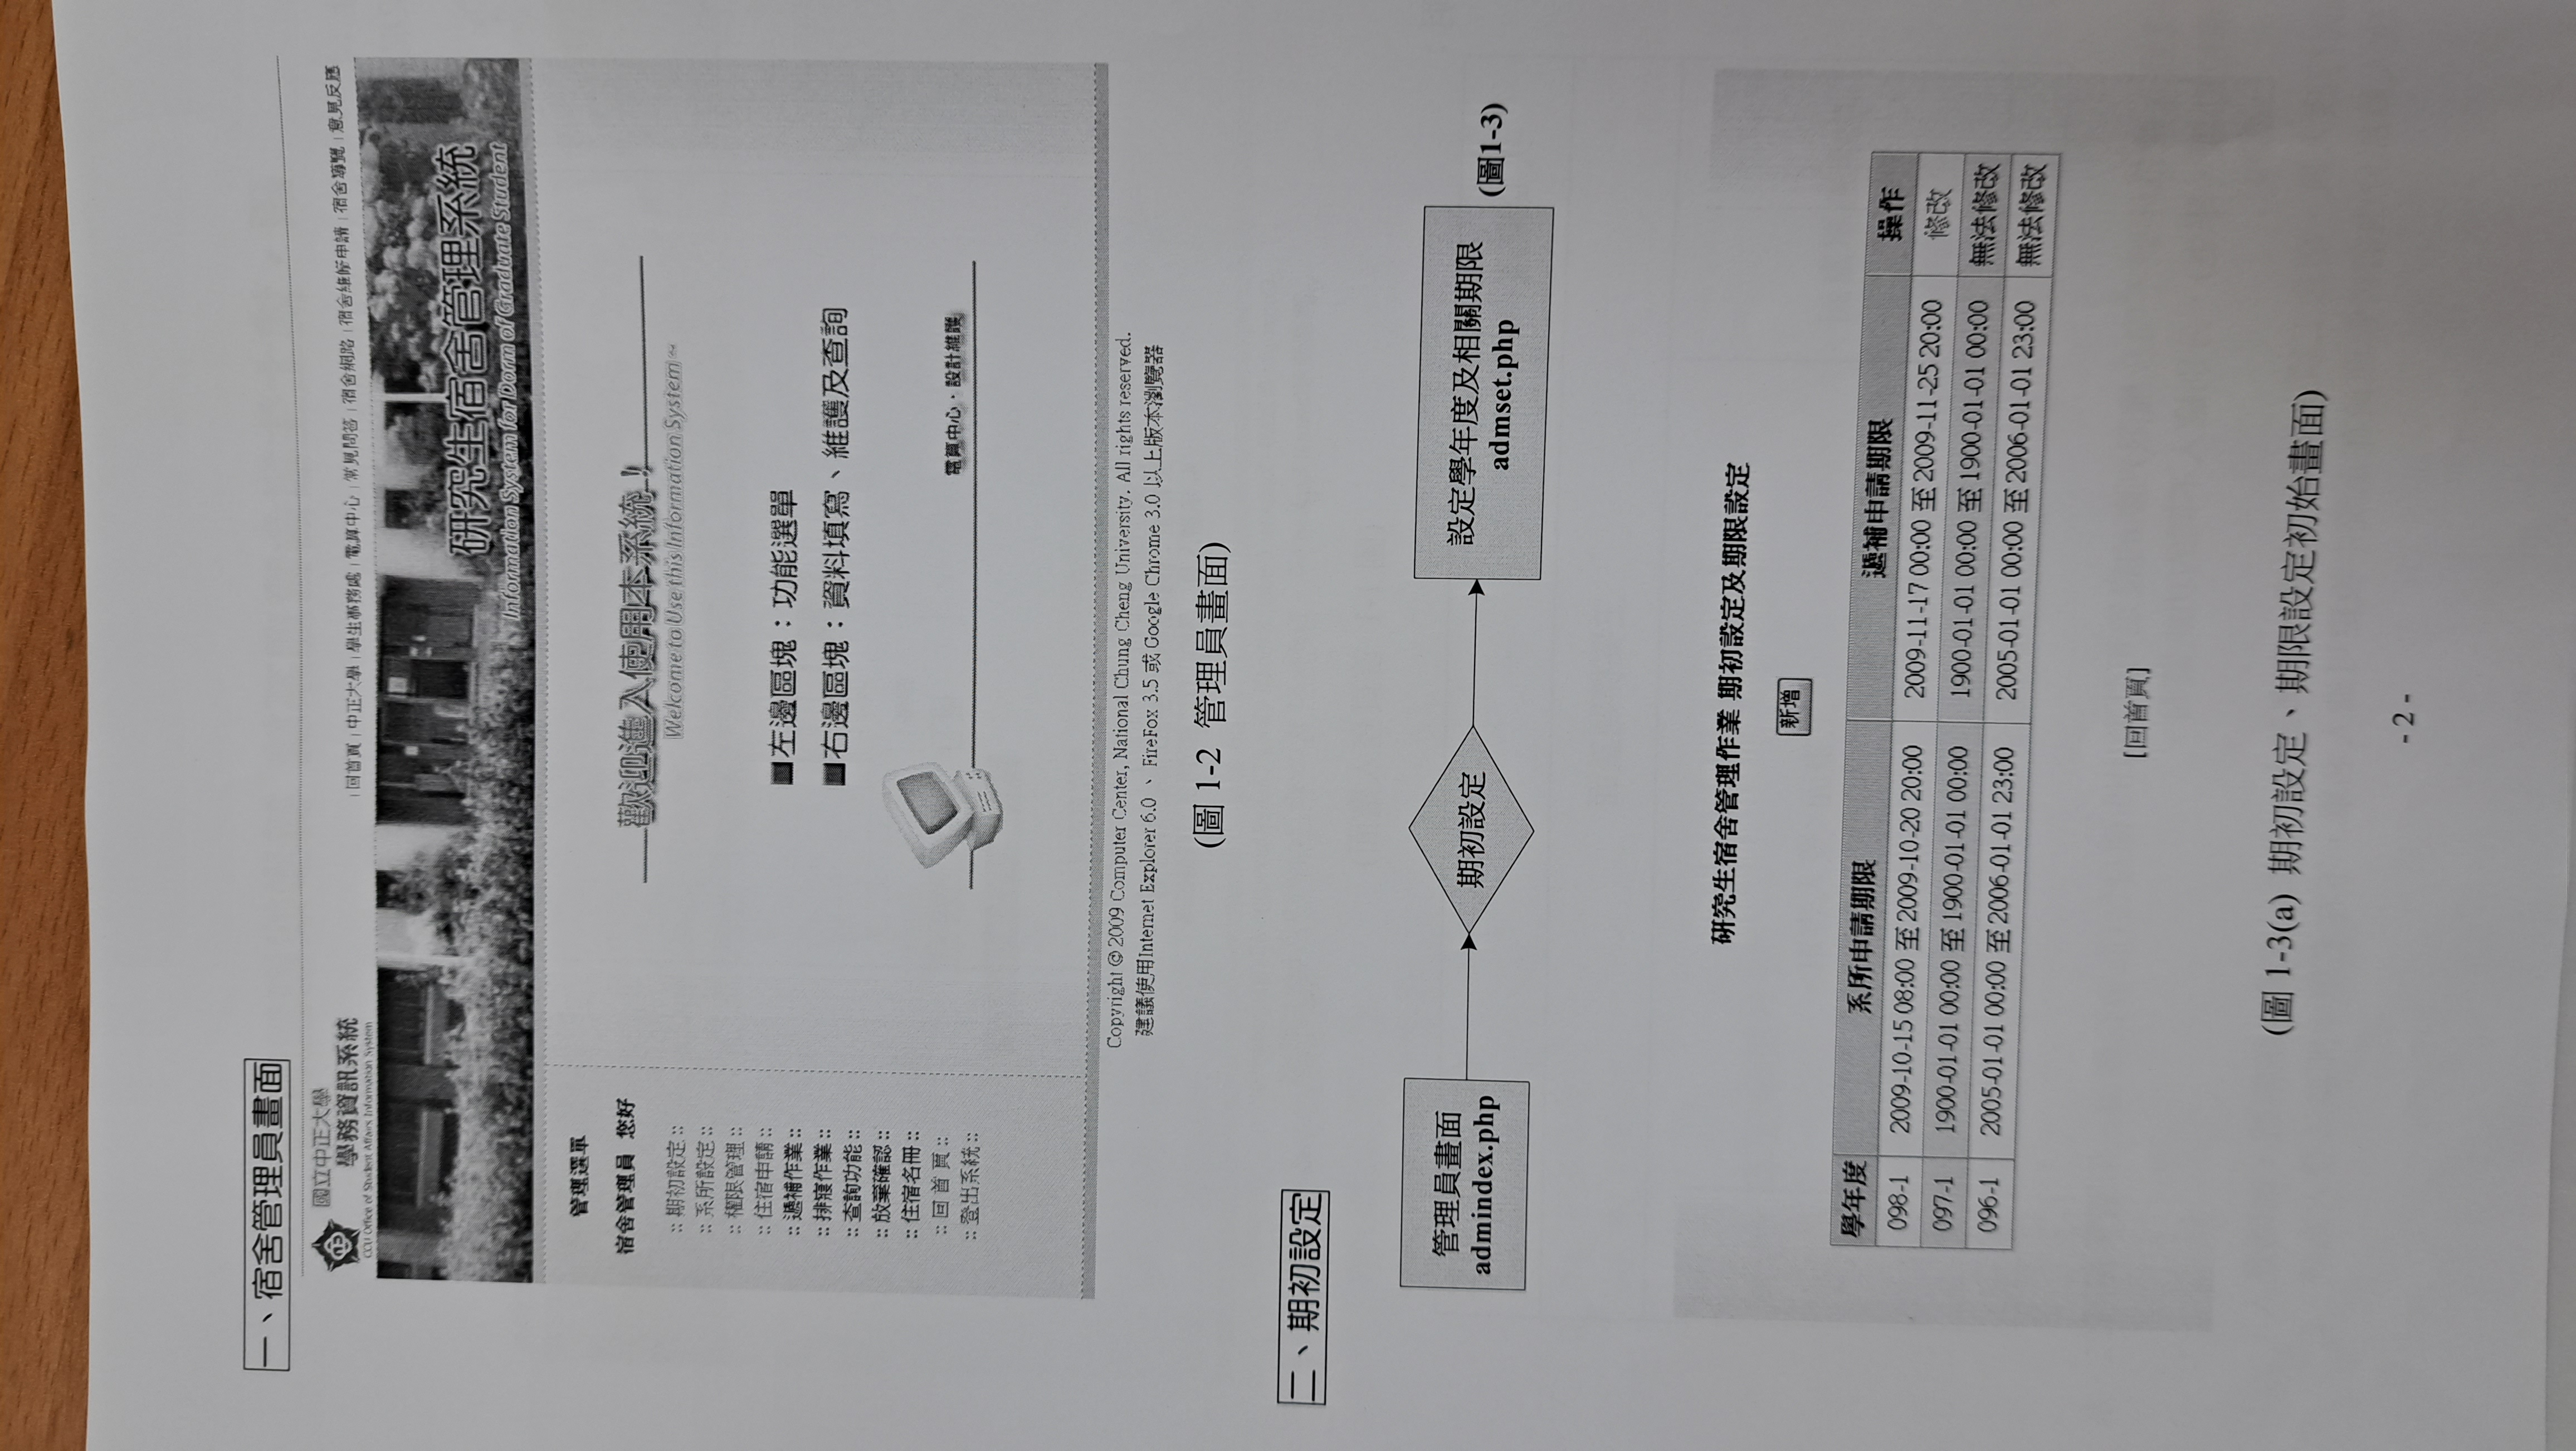 一、宿舍管理員畫面
國立中正大學
學務資訊系統
CCU Office of Student Affairs Information System
| 回首頁 | 中正大學 | 學生事務處 | 電算中心 | 常見問答 | 宿舍網路 | 宿舍維修申請 | 宿舍導覽 | 意見反應
研究生宿舍管理系統
Information System for Dorm of Graduate Student
管理選單
宿舍管理員 您好
:: 期初設定 ::
:: 系所設定 ::
:: 權限管理 ::
:: 住宿申請 ::
:: 遞補作業 ::
:: 排寢作業 ::
:: 查詢功能 ::
:: 放棄確認 ::
:: 住宿名冊 ::
:: 回 首 頁 ::
:: 登出系統 ::
歡迎進入使用本系統！
Welcome to Use this Information System ~
■左邊區塊：功能選單
■右邊區塊：資料填寫、維護及查詢
電算中心・設計維護
Copyright © 2009 Computer Center, National Chung Cheng University. All rights reserved.
建議使用Internet Explorer 6.0 、 FireFox 3.5 或 Google Chrome 3.0 以上版本瀏覽器
(圖 1-2 管理員畫面)
二、期初設定
管理員畫面
admindex.php
期初設定
設定學年度及相關期限
admset.php
(圖1-3)
研究生宿舍管理作業 期初設定及期限設定
新增
學年度 系所申請期限 遞補申請期限 操作
098-1 2009-10-15 08:00 至 2009-10-20 20:00 2009-11-17 00:00 至 2009-11-25 20:00 修改
097-1 1900-01-01 00:00 至 1900-01-01 00:00 1900-01-01 00:00 至 1900-01-01 00:00 無法修改
096-1 2005-01-01 00:00 至 2006-01-01 23:00 2005-01-01 00:00 至 2006-01-01 23:00 無法修改
[回首頁]
(圖 1-3(a) 期初設定、期限設定初始畫面)
- 2 -